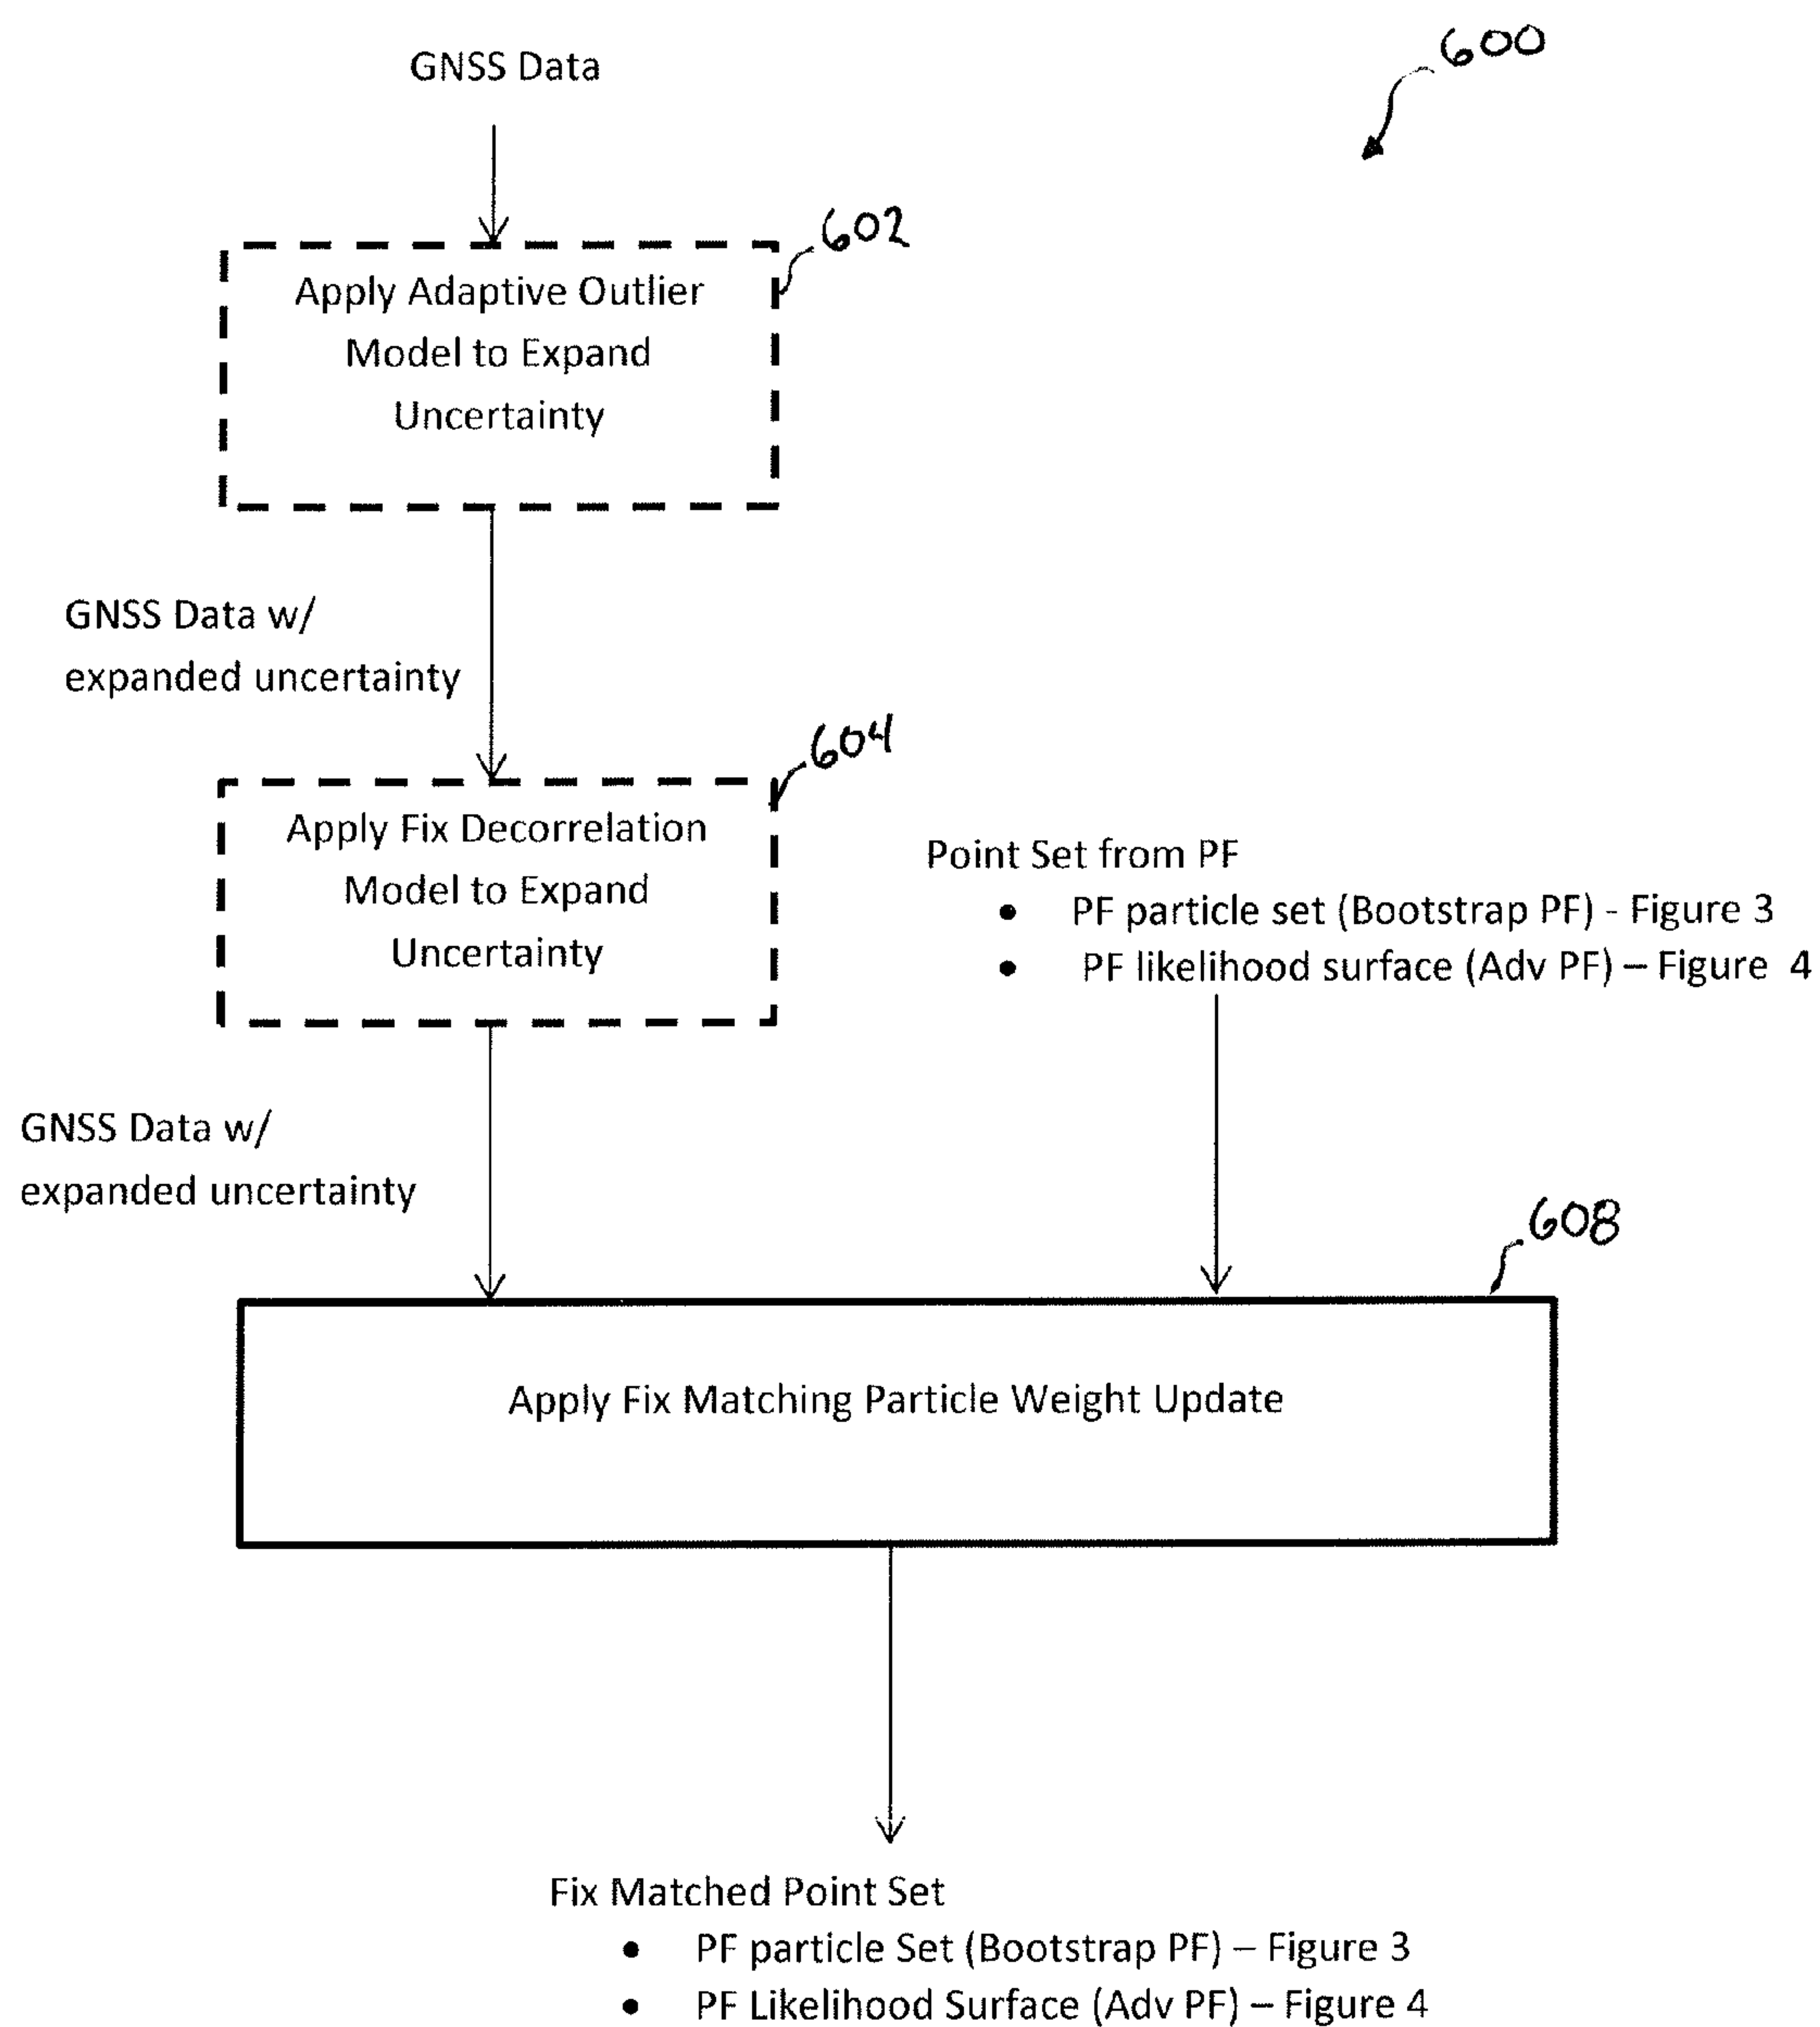 600
GNSS Data
602
Apply Adaptive Outlier
Model to Expand
Uncertainty
GNSS Data w/
expanded uncertainty
604
Apply Fix Decorrelation
Model to Expand
Uncertainty
Point Set from PF
• PF particle set (Bootstrap PF) - Figure 3
• PF likelihood surface (Adv PF) – Figure 4
GNSS Data w/
expanded uncertainty
608
Apply Fix Matching Particle Weight Update
Fix Matched Point Set
• PF particle Set (Bootstrap PF) – Figure 3
• PF Likelihood Surface (Adv PF) – Figure 4